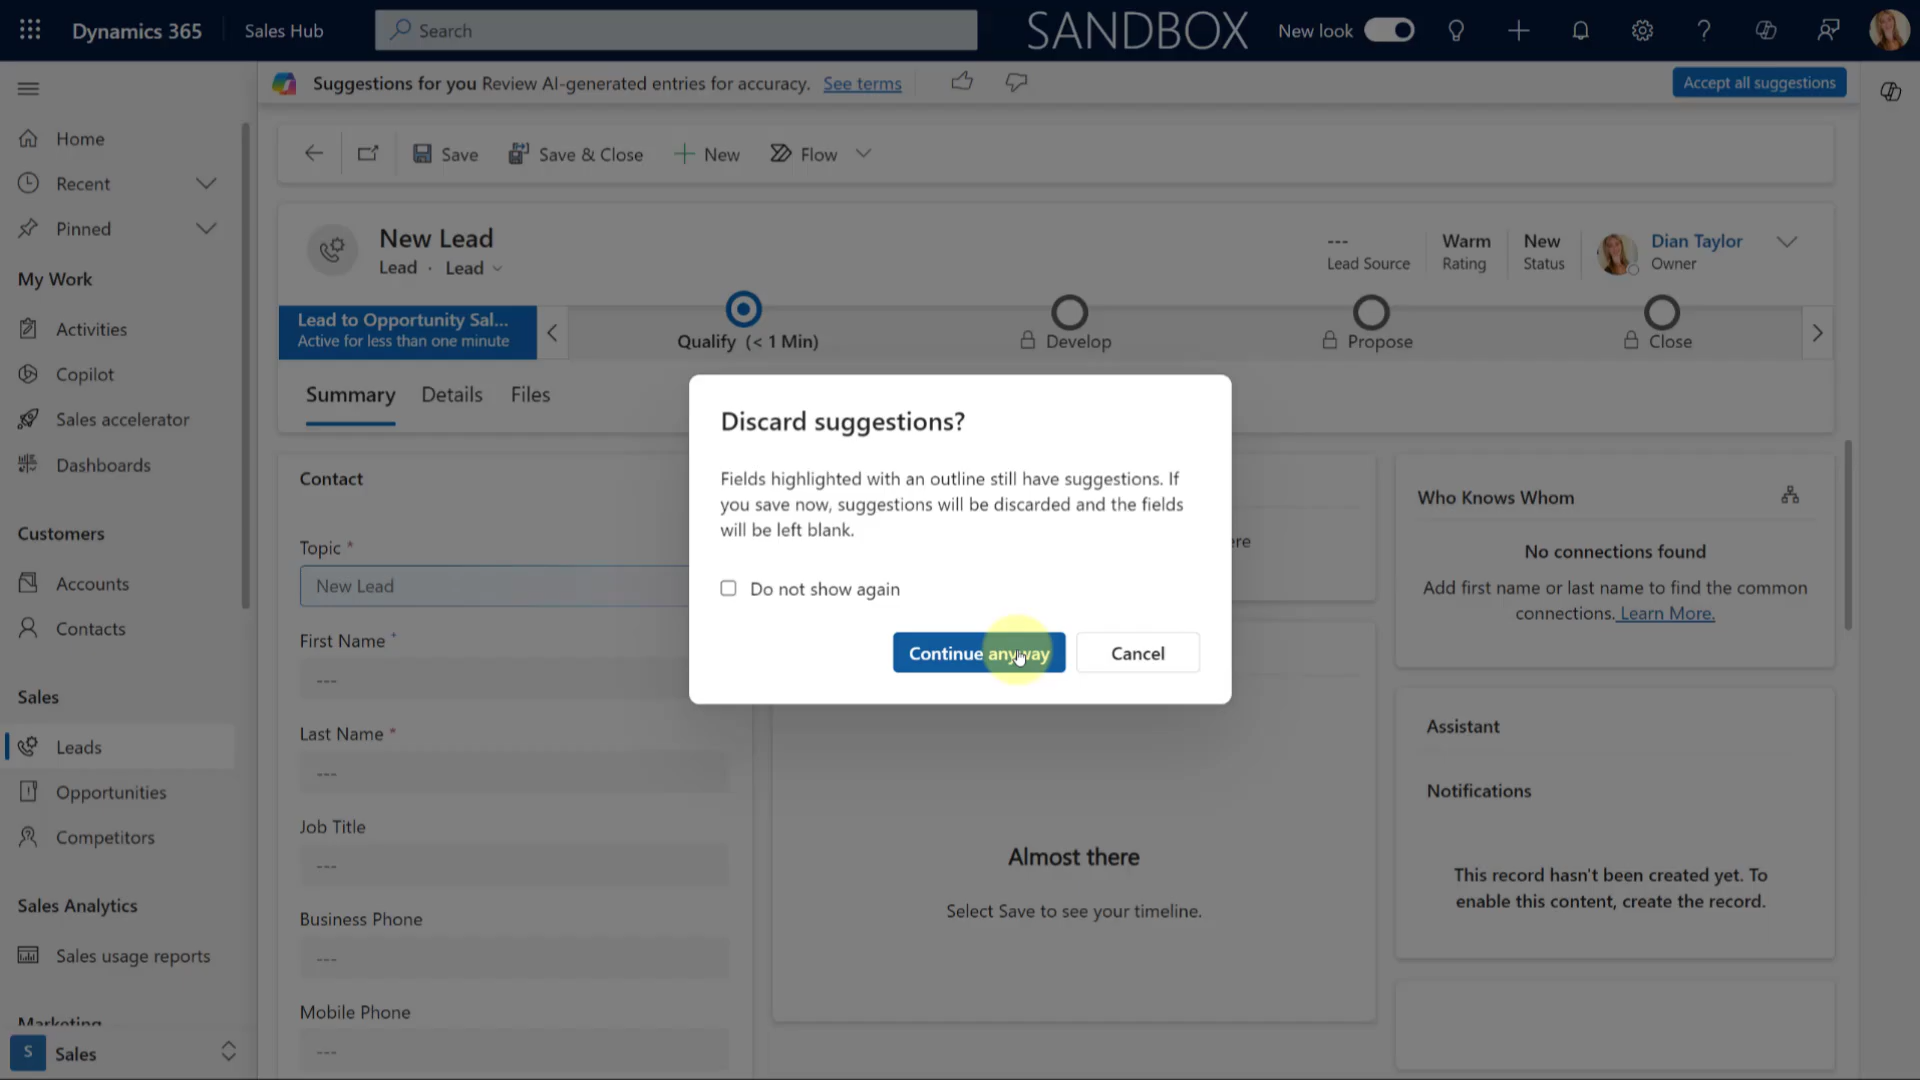 Dynamics 365
Sales Hub
Search
SANDBOX
New look
Suggestions for you Review AI-generated entries for accuracy. See terms
Accept all suggestions
Home
Recent
Pinned
My Work
Activities
Copilot
Sales accelerator
Dashboards
Customers
Accounts
Contacts
Sales
Leads
Opportunities
Competitors
Sales Analytics
Sales usage reports
Marketing
S
Sales
Save
Save & Close
New
Flow
New Lead
Lead · Lead
---
Lead Source
Warm
Rating
New
Status
Dian Taylor
Owner
Lead to Opportunity Sal...
Active for less than one minute
Qualify (< 1 Min)
Develop
Propose
Close
Summary
Details
Files
Contact
Topic *
New Lead
First Name *
---
Last Name *
---
Job Title
---
Business Phone
---
Mobile Phone
---
Discard suggestions?
Fields highlighted with an outline still have suggestions. If
you save now, suggestions will be discarded and the fields
will be left blank.
Do not show again
Continue anyway
Cancel
Almost there
Select Save to see your timeline.
Who Knows Whom
No connections found
Add first name or last name to find the common
connections. Learn More.
Assistant
Notifications
This record hasn't been created yet. To
enable this content, create the record.